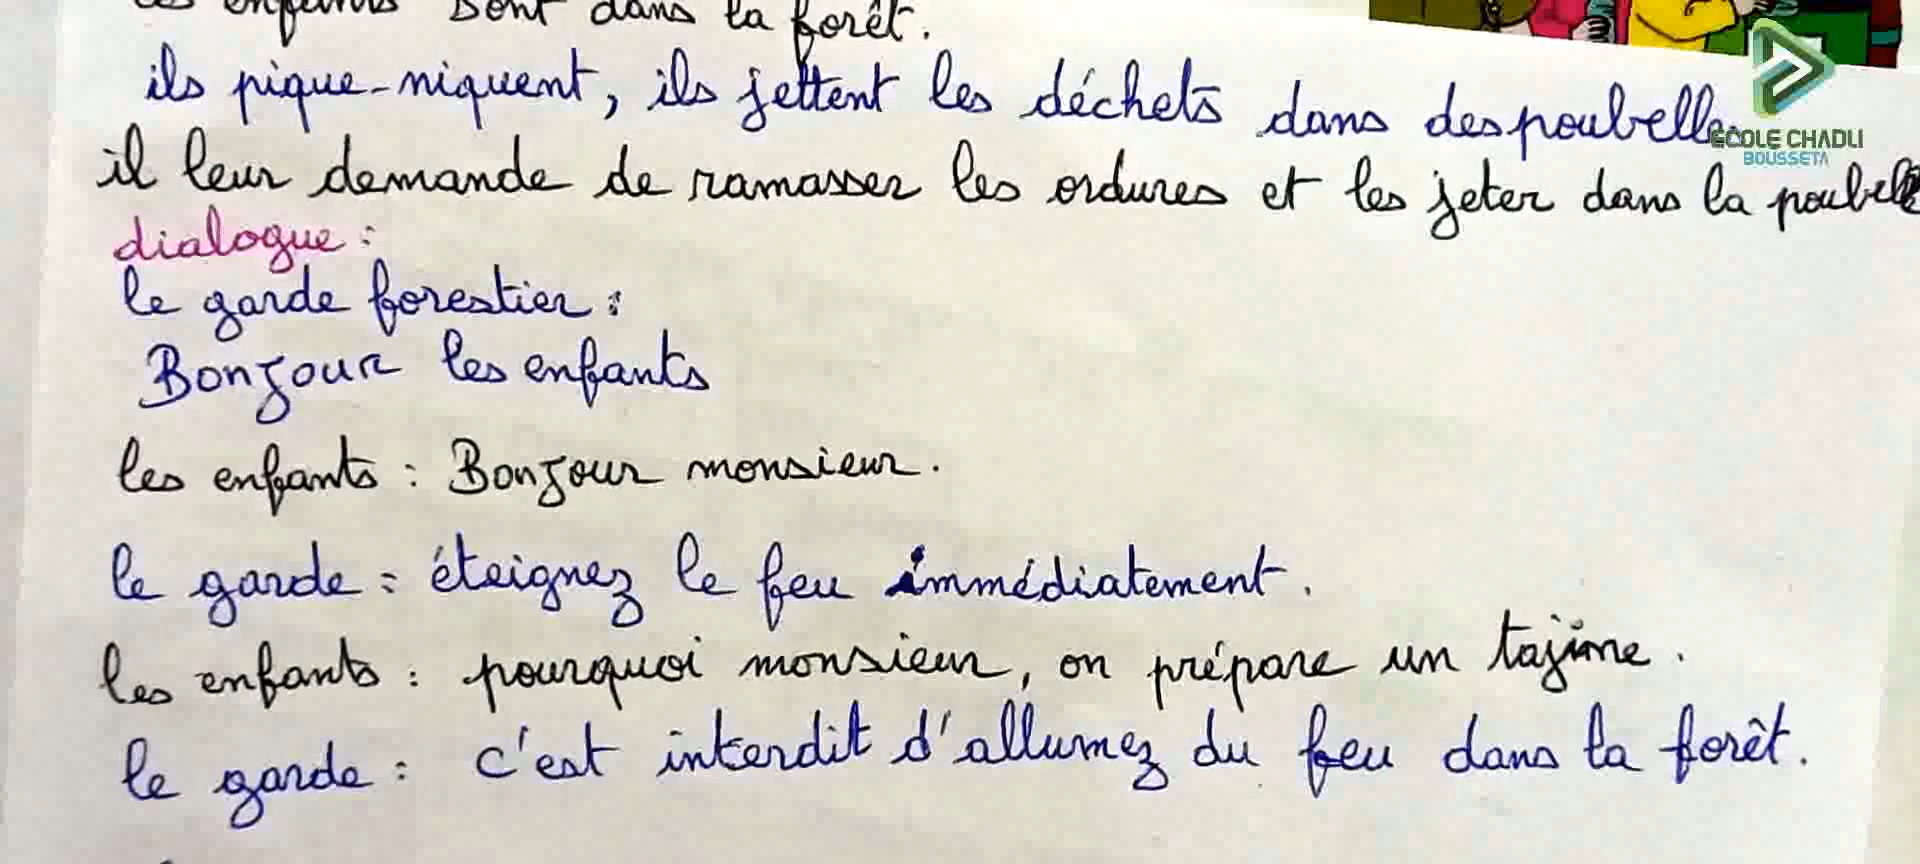 les enfants sont dans la forêt.
ils pique-niquent, ils jettent les déchets dans des poubelles
il leur demande de ramasser les ordures et les jeter dans la poubelle
dialogue :
le garde forestier :
Bonjour les enfants
les enfants : Bonjour monsieur.
le garde : éteignez le feu immédiatement.
les enfants : pourquoi monsieur, on prépare un tajine.
le garde : c'est interdit d'allumez du feu dans la forêt.
ECOLE CHADLI
BOUSSETA